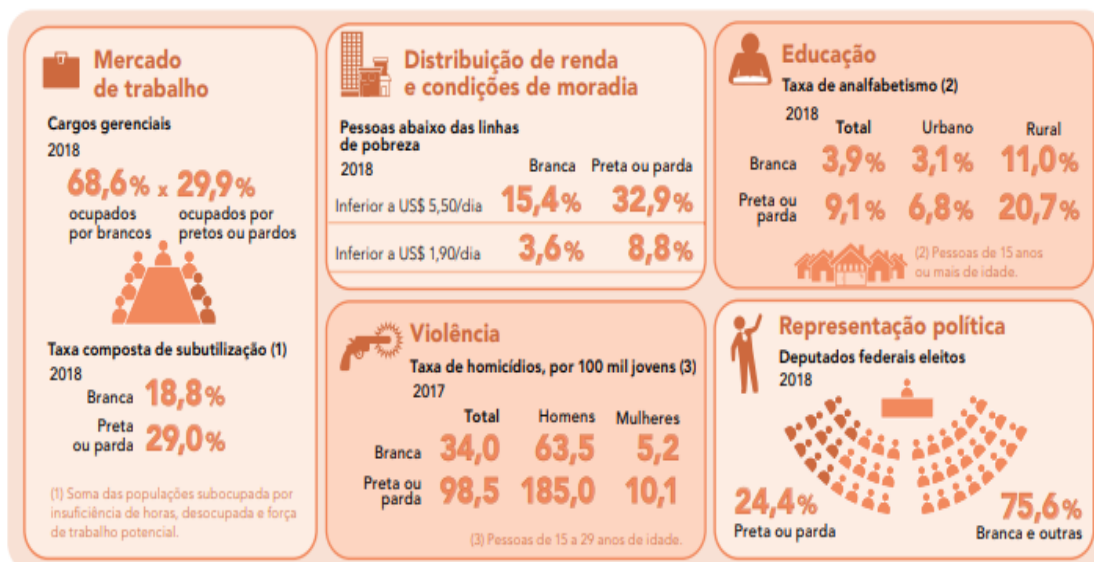 Mercado
de trabalho
Cargos gerenciais
2018
68,6% x 29,9%
ocupados por brancos
ocupados por pretos ou pardos
Taxa composta de subutilização (1)
2018
Branca 18,8%
Preta
ou parda 29,0%
(1) Soma das populações subocupada por
insuficiência de horas, desocupada e força
de trabalho potencial.
Distribuição de renda
e condições de moradia
Pessoas abaixo das linhas
de pobreza
2018 Branca Preta ou parda
Inferior a US$ 5,50/dia 15,4% 32,9%
Inferior a US$ 1,90/dia 3,6% 8,8%
Educação
Taxa de analfabetismo (2)
2018
Total Urbano Rural
Branca 3,9% 3,1% 11,0%
Preta ou
parda 9,1% 6,8% 20,7%
(2) Pessoas de 15 anos
ou mais de idade.
Violência
Taxa de homicídios, por 100 mil jovens (3)
2017
Total Homens Mulheres
Branca 34,0 63,5 5,2
Preta ou
parda 98,5 185,0 10,1
(3) Pessoas de 15 a 29 anos de idade.
Representação política
Deputados federais eleitos
2018
24,4%
Preta ou parda
75,6%
Branca e outras